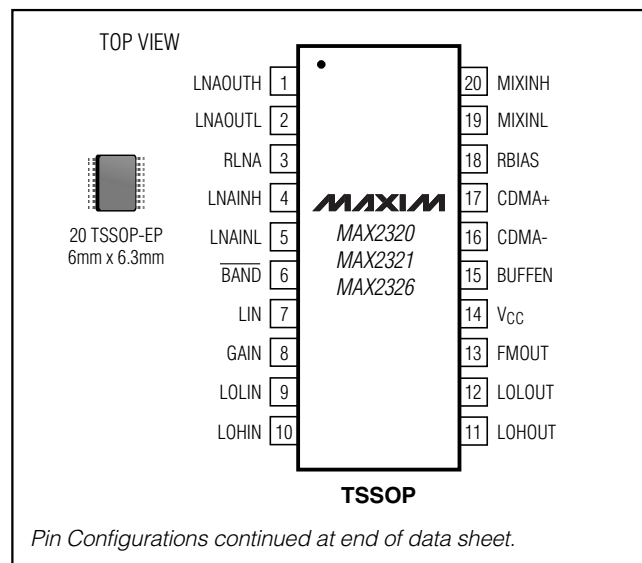 TOP VIEW
LNAOUTH 1
LNAOUTL 2
RLNA 3
LNAINH 4
LNAINL 5
BAND 6
LIN 7
GAIN 8
LOLIN 9
LOHIN 10
20 TSSOP-EP
6mm x 6.3mm
MAXIM
MAX2320
MAX2321
MAX2326
20 MIXINH
19 MIXINL
18 RBIAS
17 CDMA+
16 CDMA-
15 BUFFEN
14 VCC
13 FMOUT
12 LOLOUT
11 LOHOUT
TSSOP
Pin Configurations continued at end of data sheet.